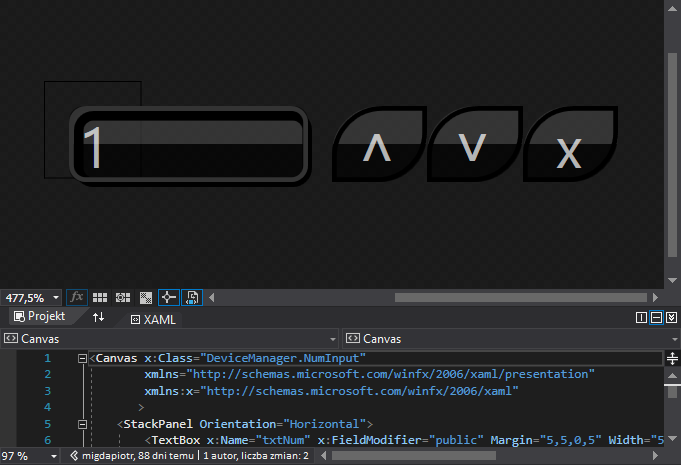 1 ˄ ˅ x
477,5% fx
Projekt XAML
Canvas Canvas
1 <Canvas x:Class="DeviceManager.NumInput"
2 xmlns="http://schemas.microsoft.com/winfx/2006/xaml/presentation"
3 xmlns:x="http://schemas.microsoft.com/winfx/2006/xaml"
4 >
5 <StackPanel Orientation="Horizontal">
6 <TextBox x:Name="txtNum" x:FieldModifier="public" Margin="5,5,0,5" Width="5
97 % migdapiotr, 88 dni temu | 1 autor, liczba zmian: 2